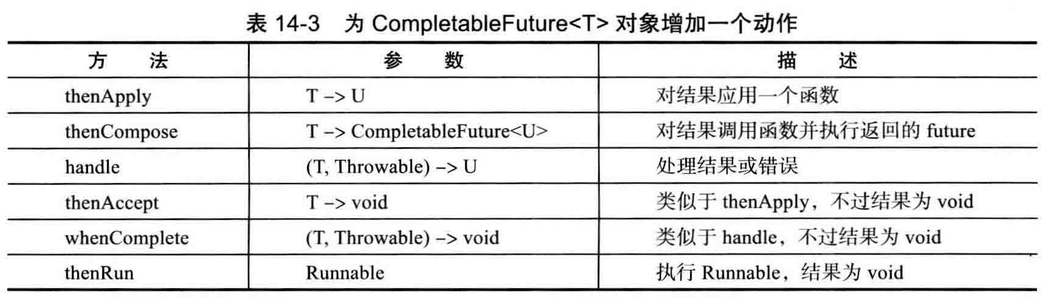 表 14-3 为 CompletableFuture<T> 对象增加一个动作
方 法 参 数 描 述
thenApply T –> U 对结果应用一个函数
thenCompose T –> CompletableFuture<U> 对结果调用函数并执行返回的 future
handle (T, Throwable) –> U 处理结果或错误
thenAccept T –> void 类似于 thenApply，不过结果为 void
whenComplete (T, Throwable) –> void 类似于 handle，不过结果为 void
thenRun Runnable 执行 Runnable，结果为 void